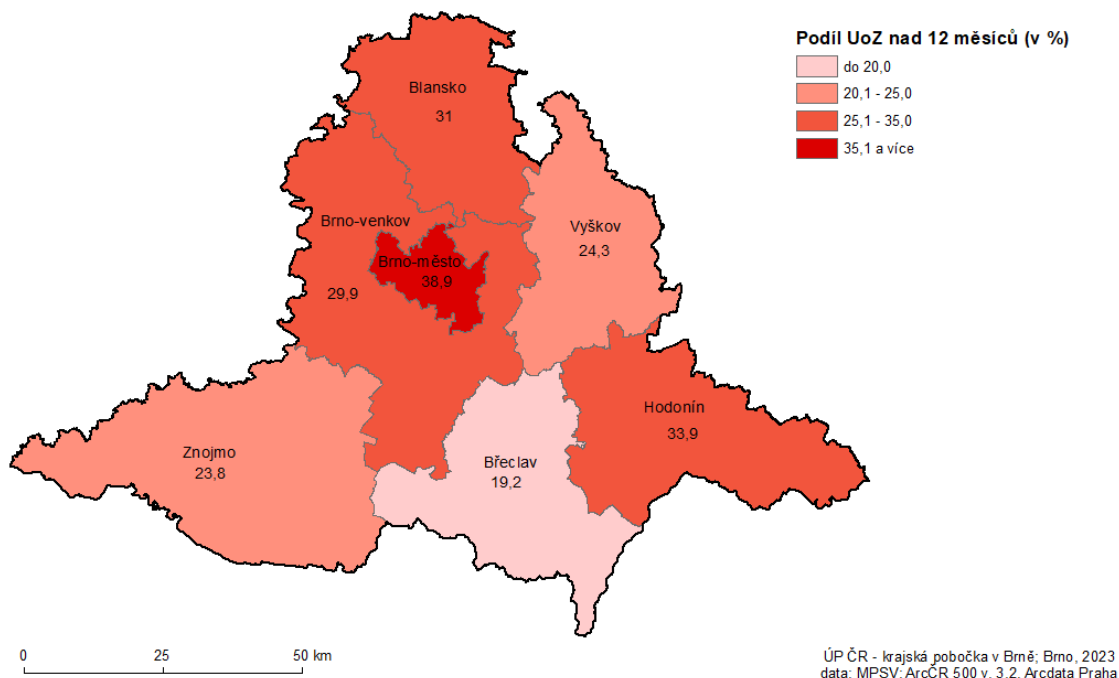 Podíl UoZ nad 12 měsíců (v %)
do 20,0
20,1 - 25,0
25,1 - 35,0
35,1 a více
Blansko
31
Brno-venkov
29,9
Brno-město
38,9
Vyškov
24,3
Hodonín
33,9
Znojmo
23,8
Břeclav
19,2
0 25 50 km
ÚP ČR - krajská pobočka v Brně; Brno, 2023
data: MPSV; ArcČR 500 v. 3.2, Arcdata Praha